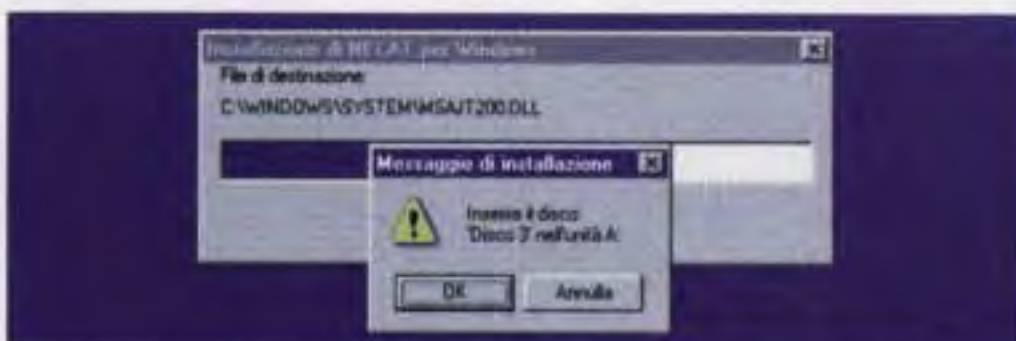 Installazione di RELAT per Windows
File di destinazione:
C:\WINDOWS\SYSTEM\MSAJT200.DLL
Messaggio di installazione
Inserire il disco
'Disco 3' nell'unità A:
OK Annulla